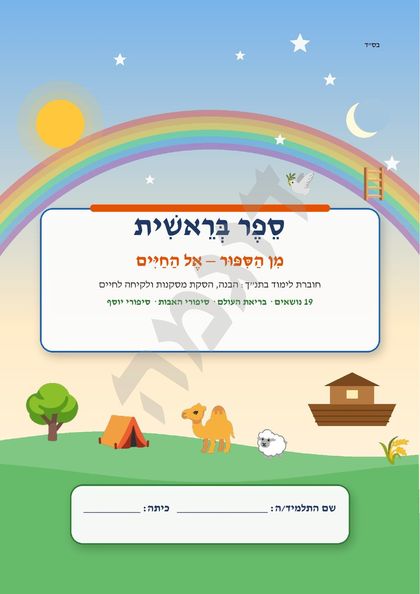 בס״ד
סֵפֶר בְּרֵאשִׁית
מִן הַסִּפּוּר – אֶל הַחַיִּים
חוברת לימוד בתנ״ך: הבנה, הסקת מסקנות ולקיחה לחיים
19 נושאים · בריאת העולם · סיפורי האבות · סיפורי יוסף
דוגמה
שם התלמיד/ה: ____________ כיתה: ________